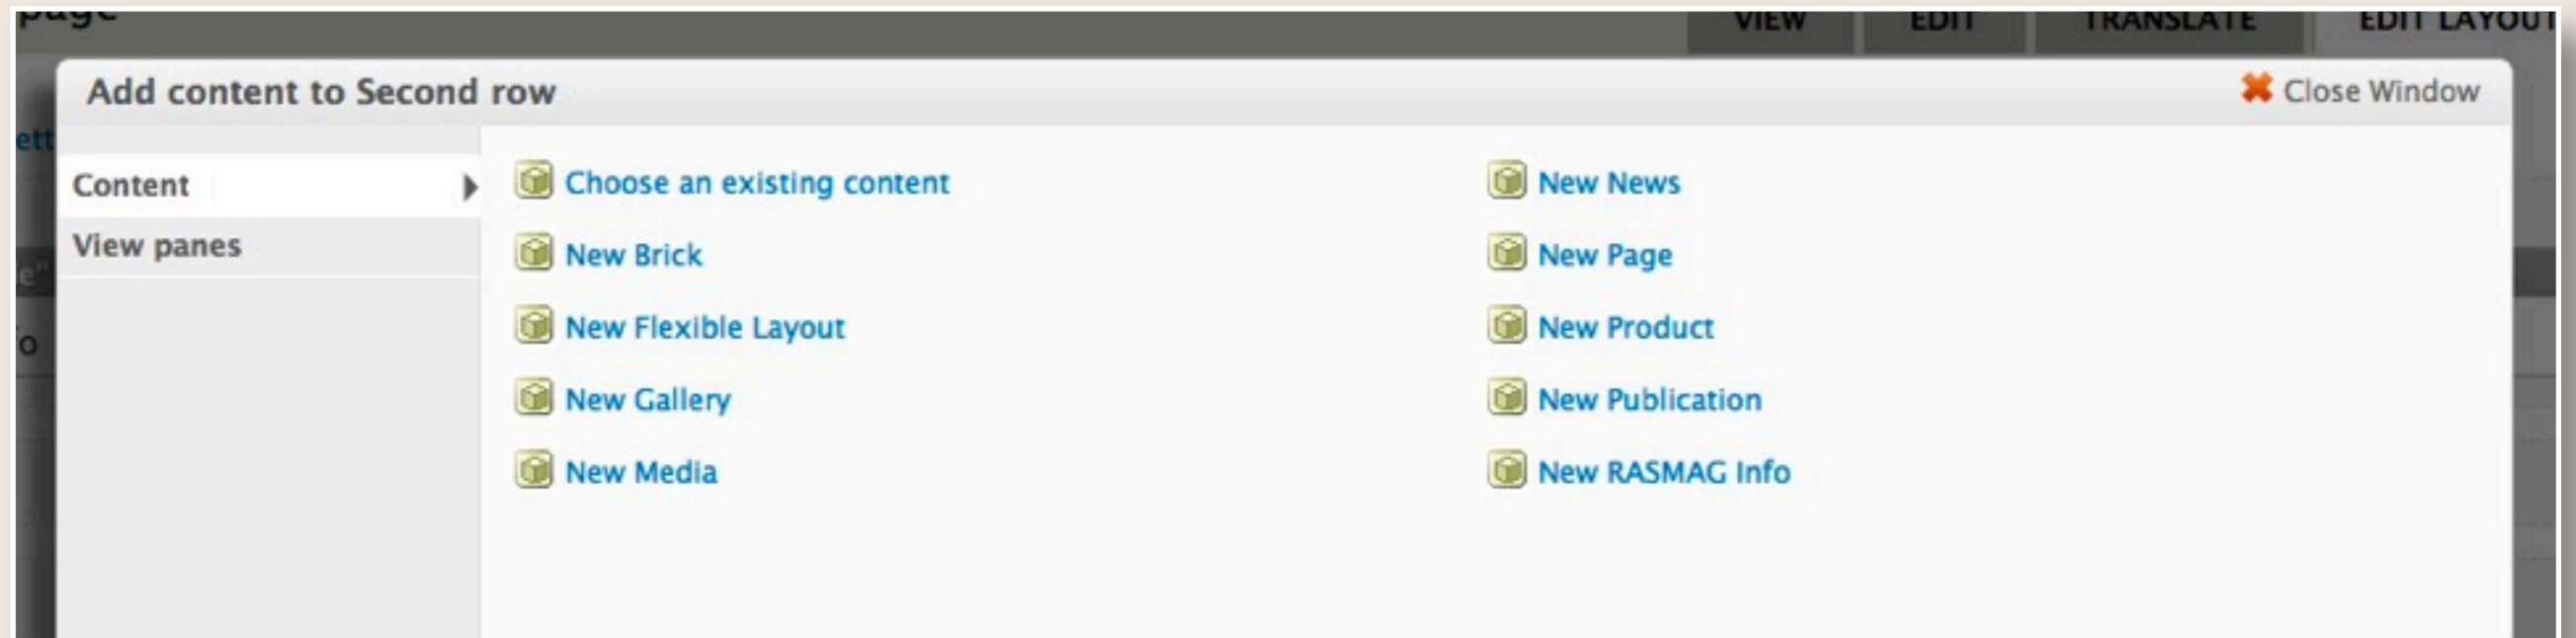 page
VIEW EDIT TRANSLATE EDIT LAYOUT
Add content to Second row
Close Window
ett
Content
View panes
e"
o
Choose an existing content
New Brick
New Flexible Layout
New Gallery
New Media
New News
New Page
New Product
New Publication
New RASMAG Info